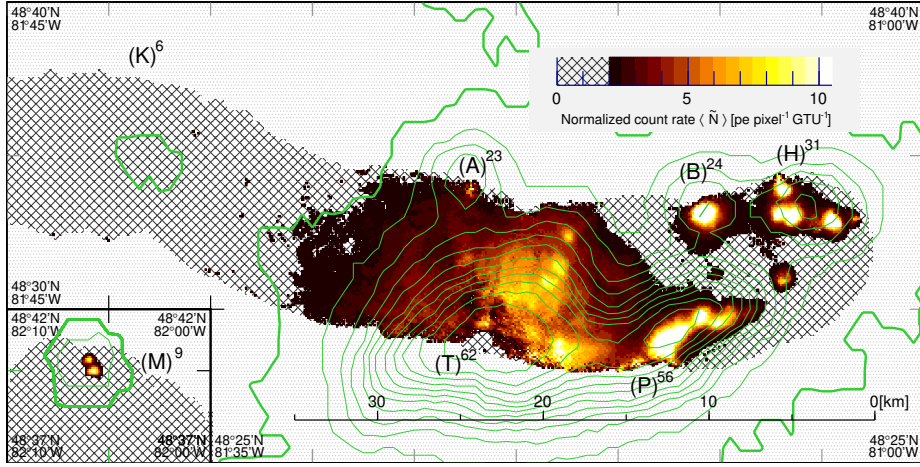 48°40'N
81°45'W
48°40'N
81°00'W
(K)6
0 5 10
Normalized count rate ⟨ Ñ ⟩ [pe pixel-1 GTU-1]
(A)23
(B)24
(H)31
48°30'N
81°45'W
48°42'N
82°10'W
48°42'N
82°00'W
(M)9
(T)62
(P)56
30 20 10 0[km]
48°37'N
82°10'W
48°37'N
82°00'W
48°25'N
81°35'W
48°25'N
81°00'W